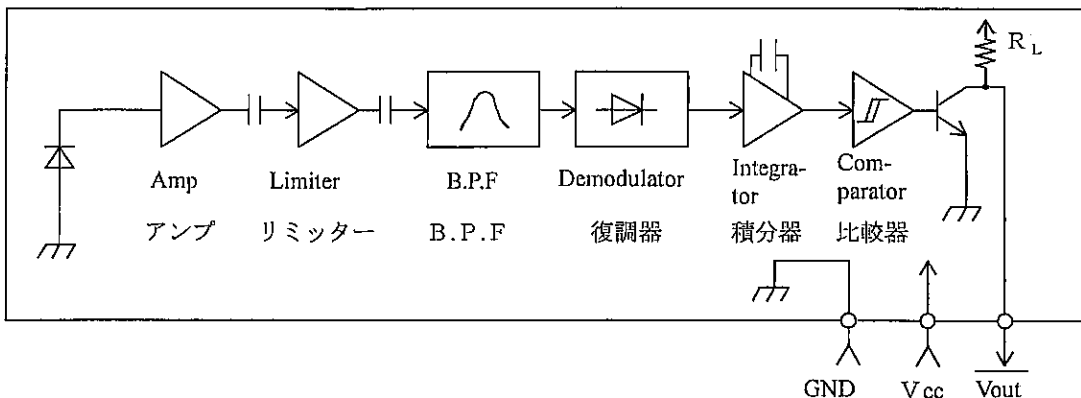 R L
Amp Limiter B.P.F Demodulator Integra- Com-
tor parator
アンプ リミッター B.P.F 復調器 積分器 比較器
GND Vcc Vout